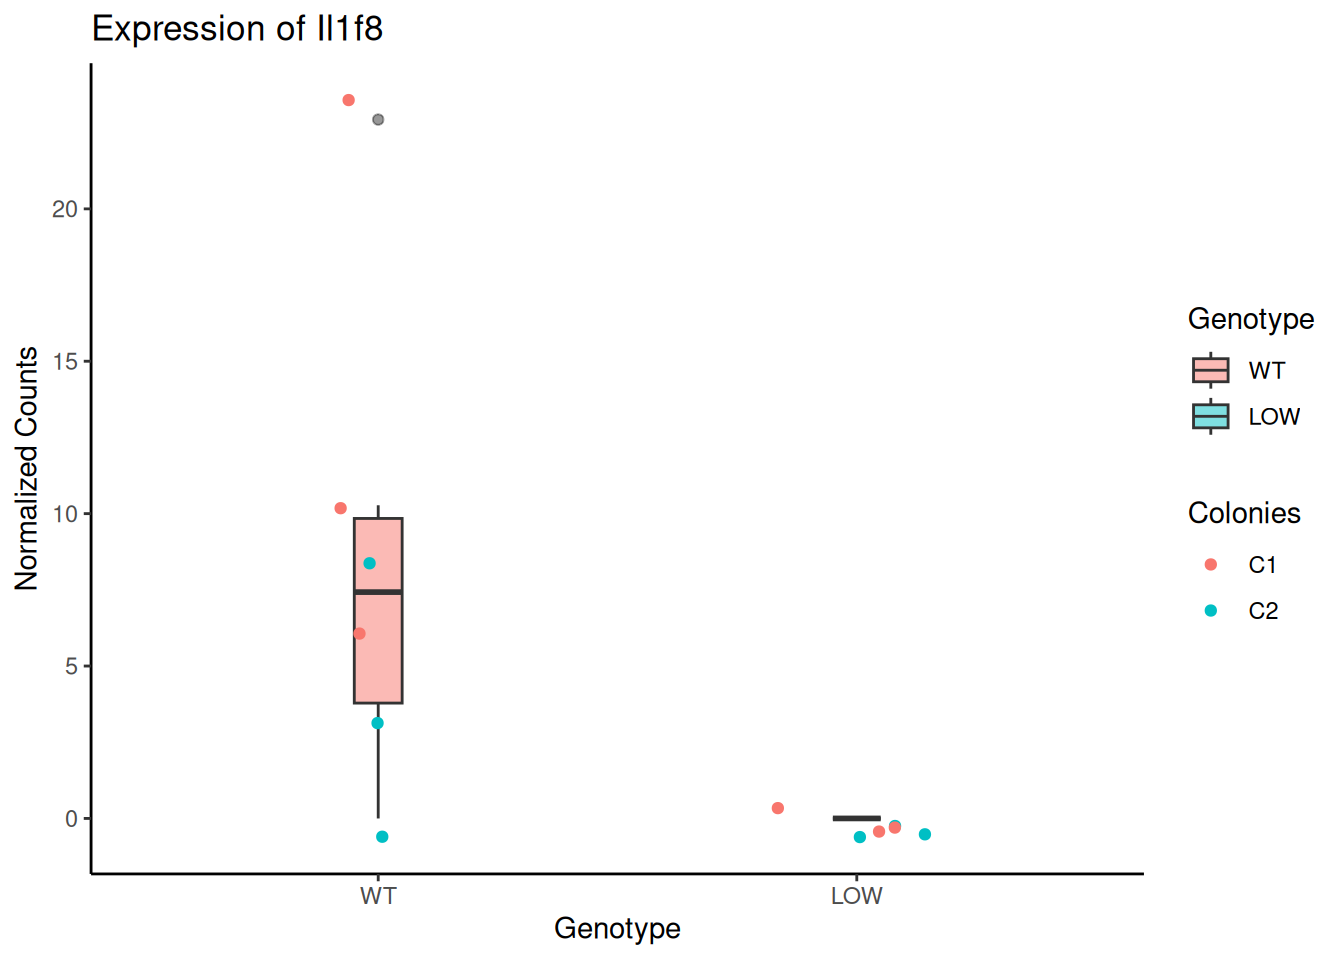 Expression of Il1f8
Normalized Counts
20
15
10
5
0
WT
LOW
Genotype
Genotype
WT
LOW
Colonies
C1
C2